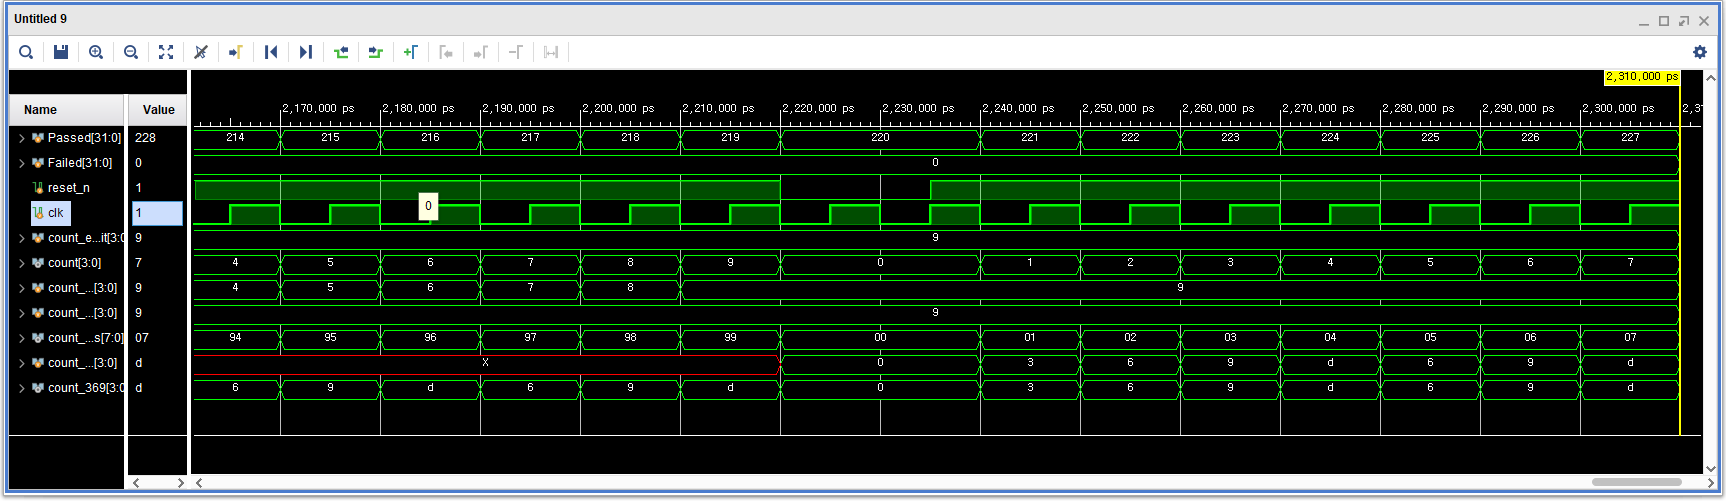 Untitled 9
2,310,000 ps
Name Value
2,170,000 ps 2,180,000 ps 2,190,000 ps 2,200,000 ps 2,210,000 ps 2,220,000 ps 2,230,000 ps 2,240,000 ps 2,250,000 ps 2,260,000 ps 2,270,000 ps 2,280,000 ps 2,290,000 ps 2,300,000 ps 2,3
Passed[31:0] 228 214 215 216 217 218 219 220 221 222 223 224 225 226 227
Failed[31:0] 0 0
reset_n 1
clk 1 0
count_e...it[3:0 9 9
count[3:0] 7 4 5 6 7 8 9 0 1 2 3 4 5 6 7
count_...[3:0] 9 4 5 6 7 8 9
count_...[3:0] 9 9
count_...s[7:0] 07 94 95 96 97 98 99 00 01 02 03 04 05 06 07
count_...[3:0] d X 0 3 6 9 d 6 9 d
count_369[3:0 d 6 9 d 6 9 d 0 3 6 9 d 6 9 d